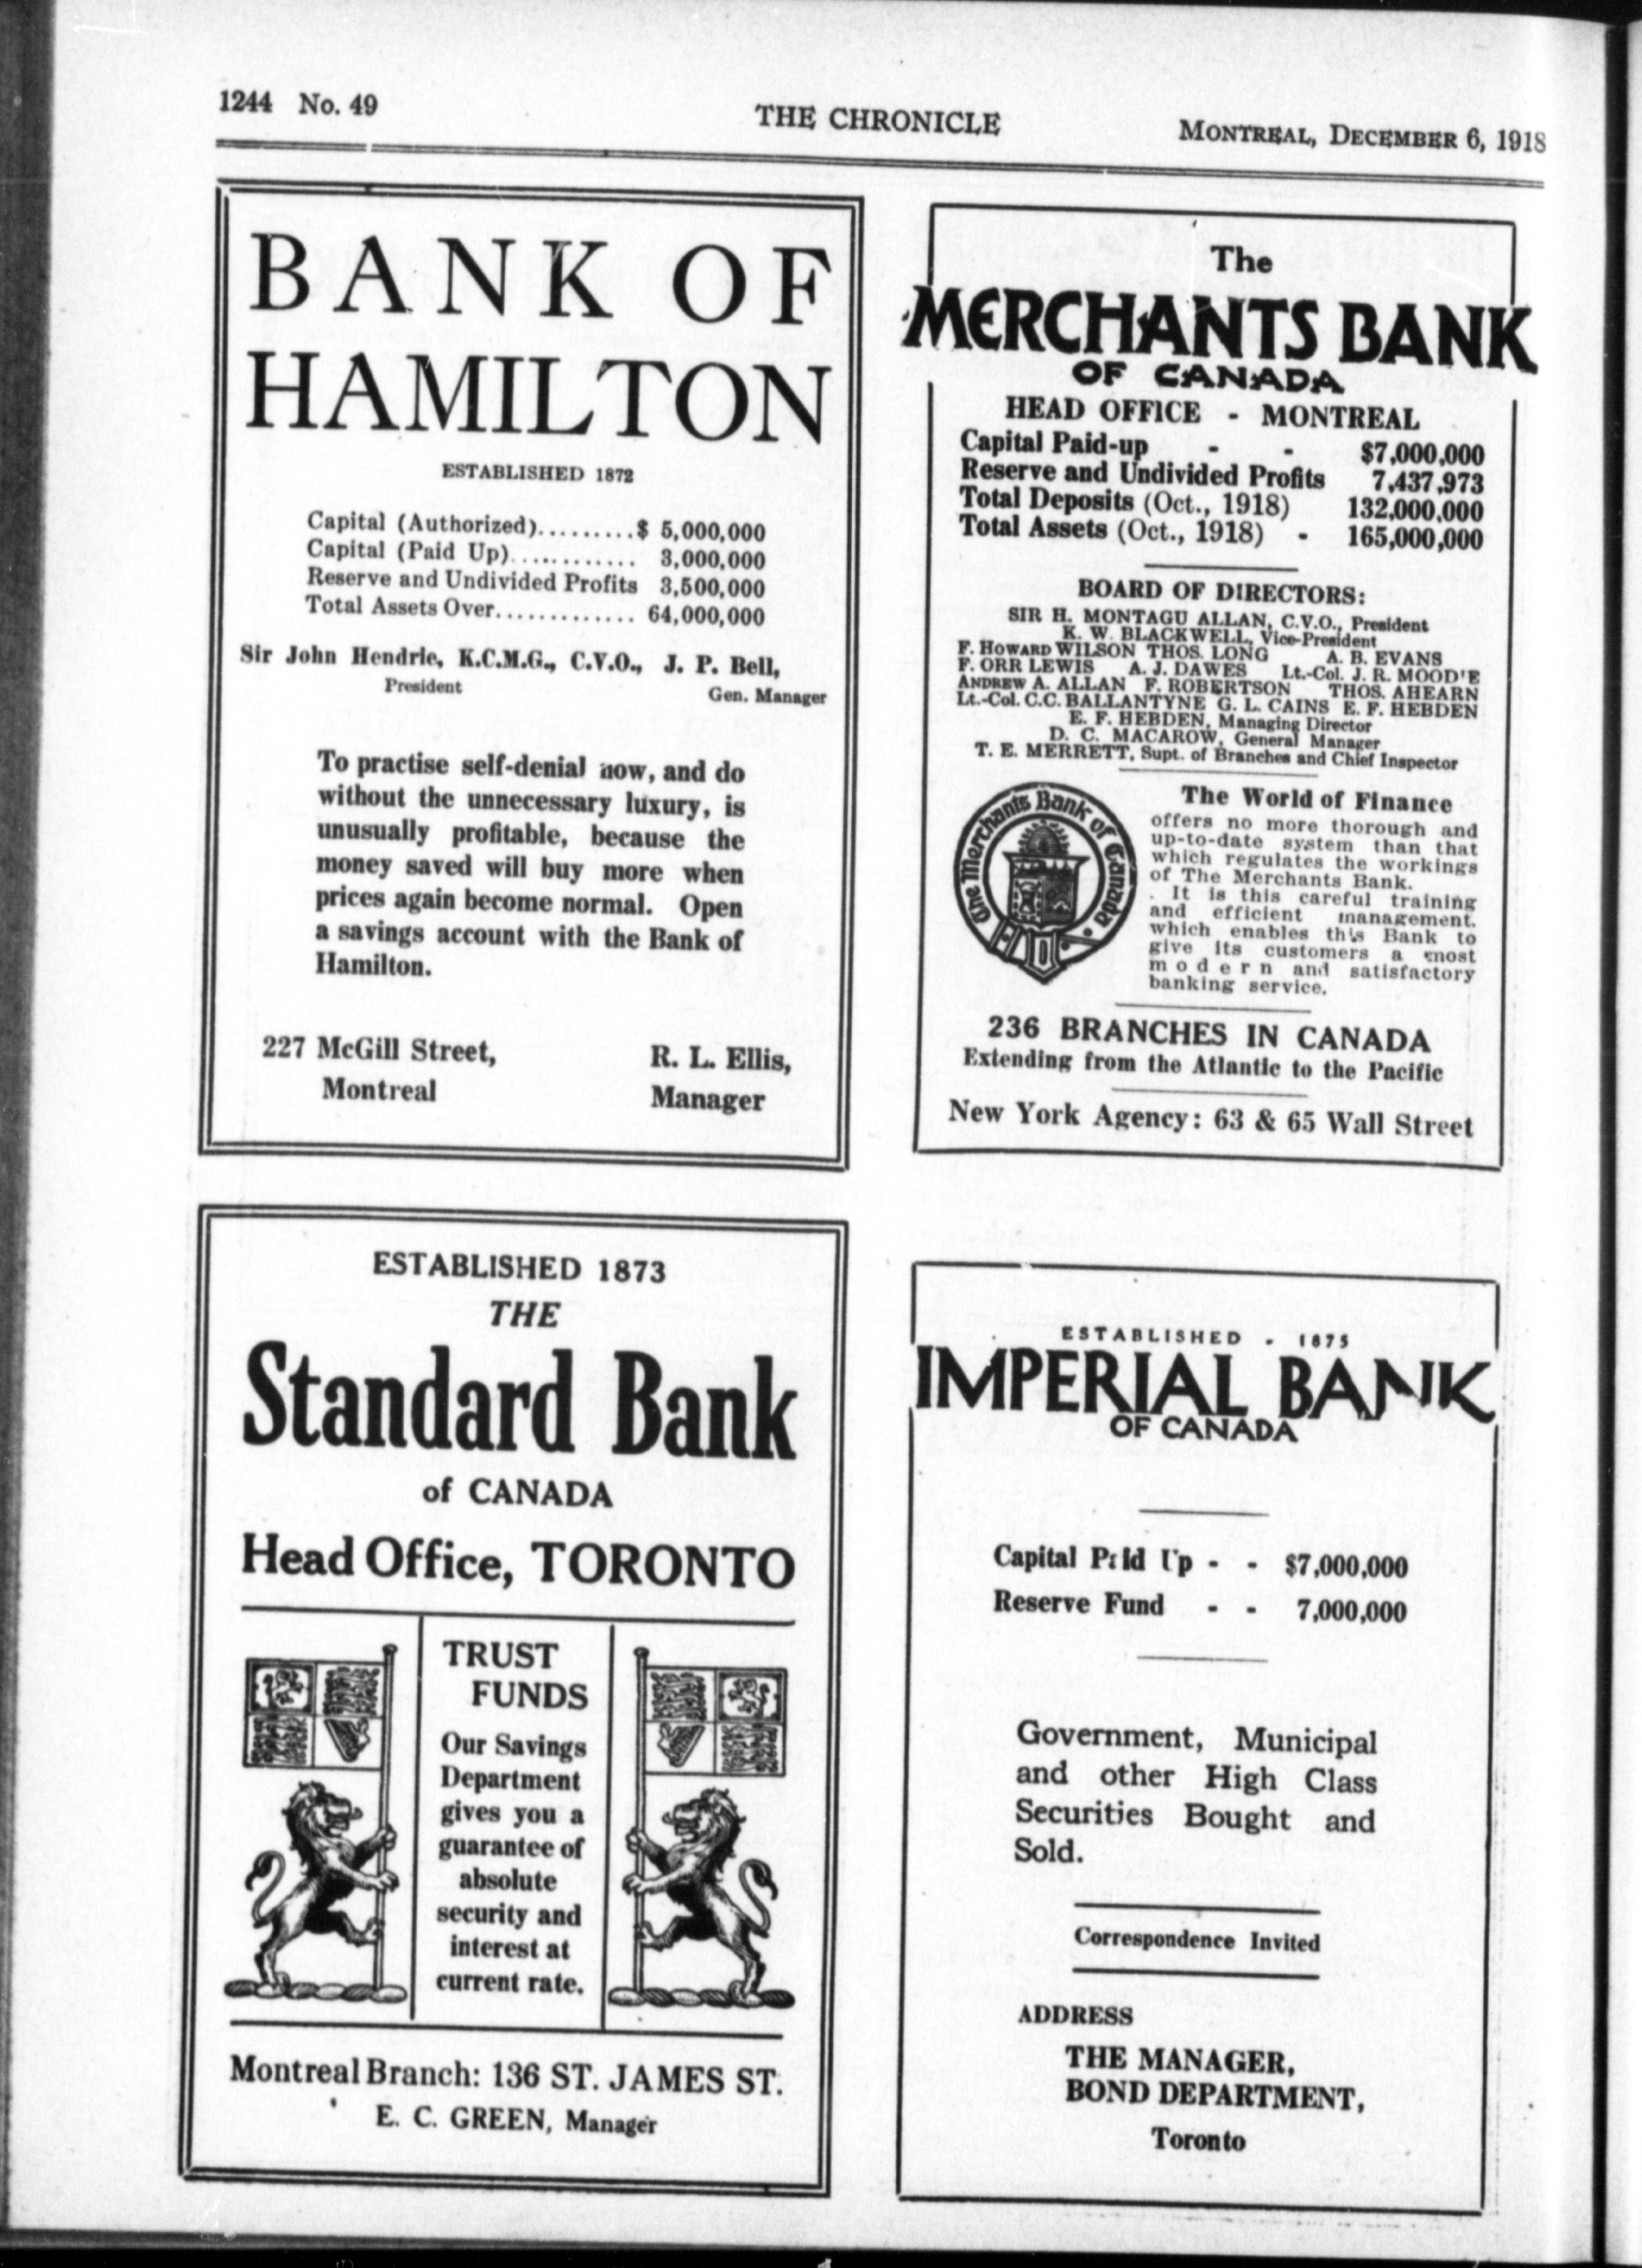 1244 No. 49
THE CHRONICLE
MONTREAL, DECEMBER 6, 1918
BANK OF
HAMILTON
ESTABLISHED 1872
Capital (Authorized).........$ 5,000,000
Capital (Paid Up)............ 3,000,000
Reserve and Undivided Profits 3,500,000
Total Assets Over............. 64,000,000
Sir John Hendrie, K.C.M.G., C.V.O., J. P. Bell,
President Gen. Manager
To practise self-denial now, and do
without the unnecessary luxury, is
unusually profitable, because the
money saved will buy more when
prices again become normal. Open
a savings account with the Bank of
Hamilton.
227 McGill Street, R. L. Ellis,
Montreal Manager
The
MERCHANTS BANK
OF CANADA
HEAD OFFICE - MONTREAL
Capital Paid-up - - $7,000,000
Reserve and Undivided Profits 7,437,973
Total Deposits (Oct., 1918) 132,000,000
Total Assets (Oct., 1918) - 165,000,000
BOARD OF DIRECTORS:
SIR H. MONTAGU ALLAN, C.V.O., President
K. W. BLACKWELL, Vice-President
F. HOWARD WILSON THOS. LONG A. B. EVANS
F. ORR LEWIS A. J. DAWES Lt.-Col. J. R. MOOD'E
ANDREW A. ALLAN F. ROBERTSON THOS. AHEARN
Lt.-Col. C.C. BALLANTYNE G. L. CAINS E. F. HEBDEN
E. F. HEBDEN, Managing Director
D. C. MACAROW, General Manager
T. E. MERRETT, Supt. of Branches and Chief Inspector
The Merchants Bank of Canada
The World of Finance
offers no more thorough and
up-to-date system than that
which regulates the workings
of The Merchants Bank.
. It is this careful training
and efficient management.
which enables this Bank to
give its customers a most
modern and satisfactory
banking service.
236 BRANCHES IN CANADA
Extending from the Atlantic to the Pacific
New York Agency: 63 & 65 Wall Street
ESTABLISHED 1873
THE
Standard Bank
of CANADA
Head Office, TORONTO
TRUST
FUNDS
Our Savings
Department
gives you a
guarantee of
absolute
security and
interest at
current rate.
Montreal Branch: 136 ST. JAMES ST.
E. C. GREEN, Manager
ESTABLISHED - 1875
IMPERIAL BANK
OF CANADA
Capital Paid Up - - $7,000,000
Reserve Fund - - 7,000,000
Government, Municipal
and other High Class
Securities Bought and
Sold.
Correspondence Invited
ADDRESS
THE MANAGER,
BOND DEPARTMENT,
Toronto